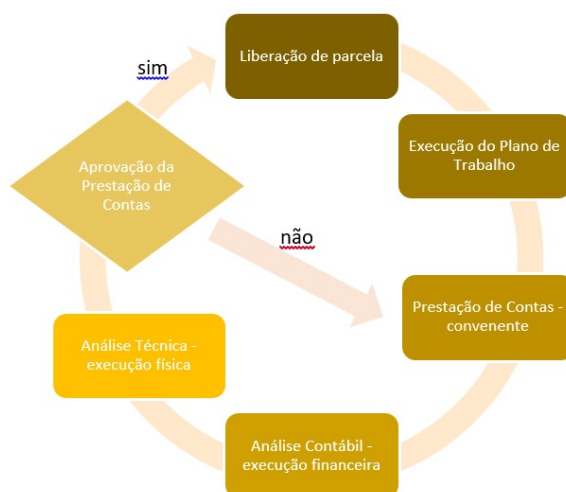 sim
Liberação de parcela
Execução do Plano de
Trabalho
Prestação de Contas -
convenente
Análise Contábil -
execução financeira
Análise Técnica -
execução física
Aprovação da
Prestação de
Contas
não